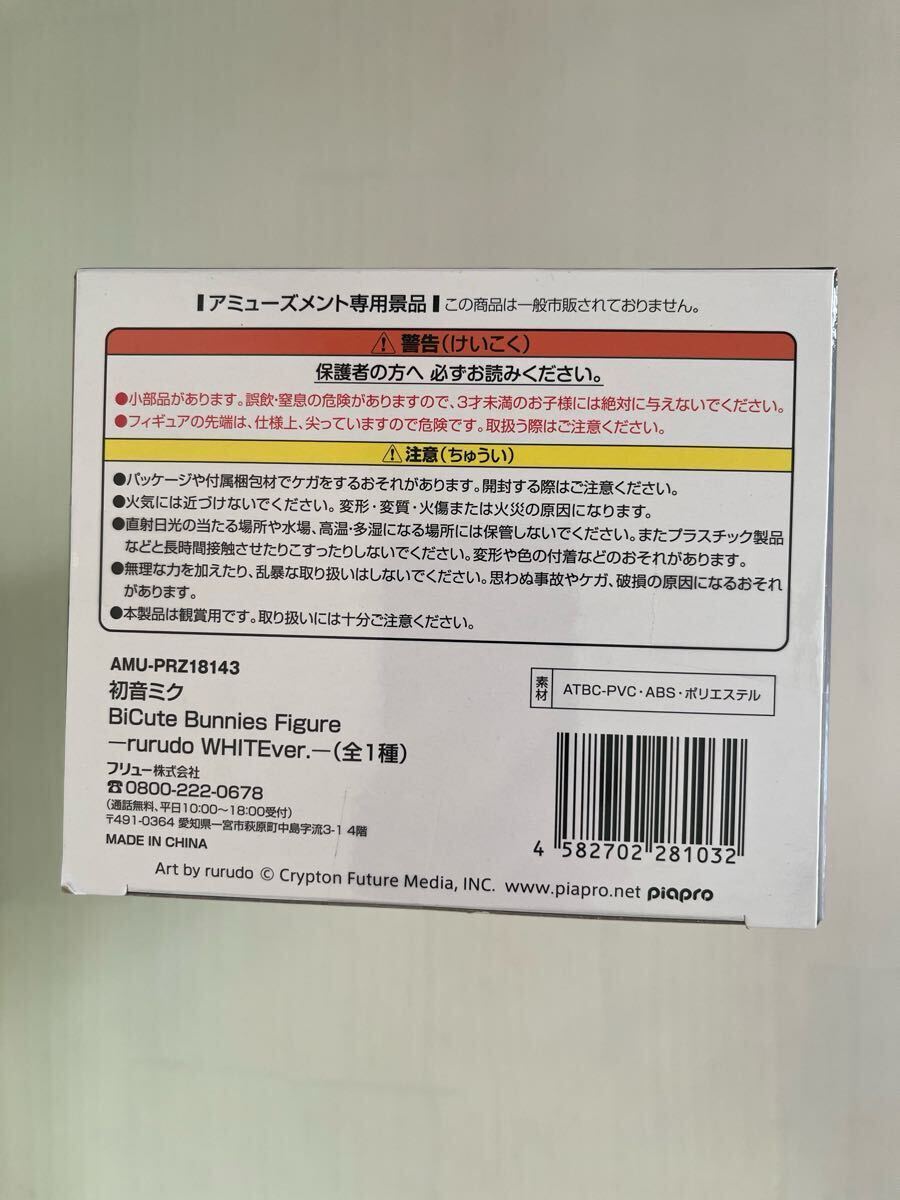 アミューズメント専用景品 この商品は一般市販されておりません。
警告(けいこく)
保護者の方へ 必ずお読みください。
●小部品があります。誤飲・窒息の危険がありますので、3才未満のお子様には絶対に与えないでください。
●フィギュアの先端は、仕様上、尖っていますので危険です。取扱う際はご注意ください。
注意(ちゅうい)
●パッケージや付属梱包材でケガをするおそれがあります。開封する際はご注意ください。
●火気には近づけないでください。変形・変質・火傷または火災の原因になります。
●直射日光の当たる場所や水場、高温・多湿になる場所には保管しないでください。またプラスチック製品
などと長時間接触させたりこすったりしないでください。変形や色の付着などのおそれがあります。
●無理な力を加えたり、乱暴な取り扱いはしないでください。思わぬ事故やケガ、破損の原因になるおそれ
があります。
●本製品は観賞用です。取り扱いには十分ご注意ください。
AMU-PRZ18143
初音ミク
BiCute Bunnies Figure
―rurudo WHITEver.―(全1種)
フリュー株式会社
☎0800-222-0678
(通話無料、平日10:00～18:00受付)
〒491-0364 愛知県一宮市萩原町中島字流3-1 4階
MADE IN CHINA
素材 ATBC-PVC・ABS・ポリエステル
4 582702 281032
Art by rurudo © Crypton Future Media, INC. www.piapro.net piapro